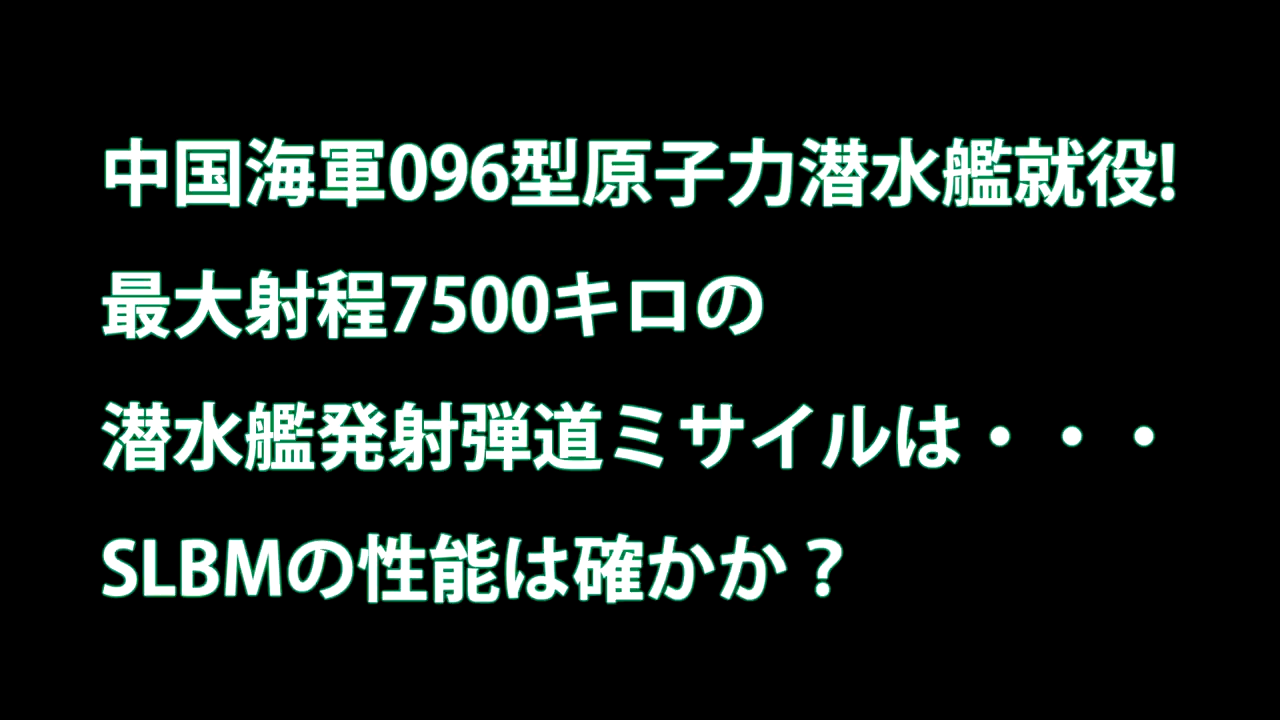 中国海軍096型原子力潜水艦就役!
最大射程7500キロの
潜水艦発射弾道ミサイルは・・・
SLBMの性能は確かか？